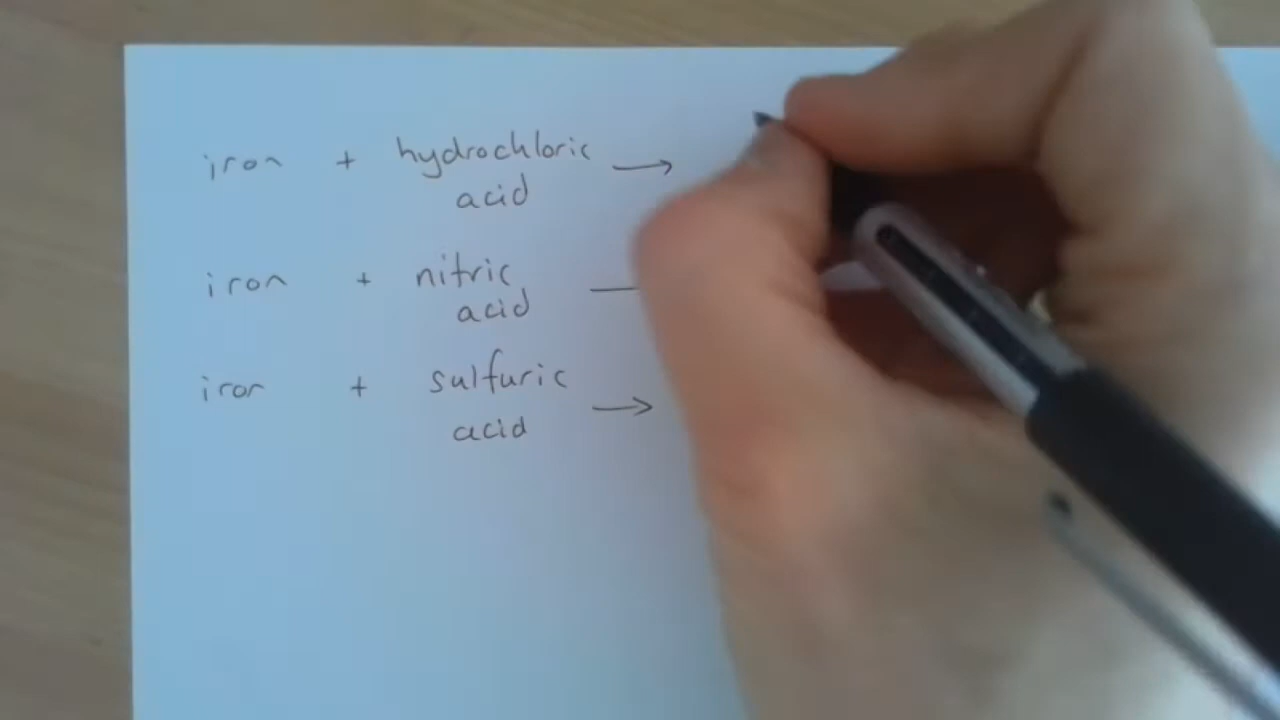 iron + hydrochloric →
acid
iron + nitric —
acid
iron + sulfuric
acid →